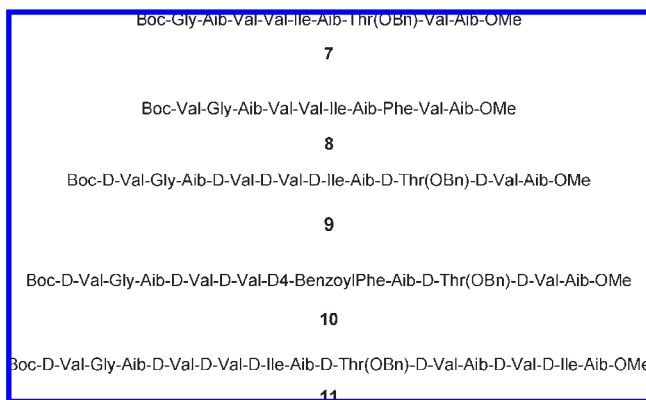 Boc-Gly-Aib-Val-Val-Ile-Aib-Thr(OBn)-Val-Aib-OMe
7
Boc-Val-Gly-Aib-Val-Val-Ile-Aib-Phe-Val-Aib-OMe
8
Boc-D-Val-Gly-Aib-D-Val-D-Val-D-Ile-Aib-D-Thr(OBn)-D-Val-Aib-OMe
9
Boc-D-Val-Gly-Aib-D-Val-D-Val-D4-BenzoylPhe-Aib-D-Thr(OBn)-D-Val-Aib-OMe
10
Boc-D-Val-Gly-Aib-D-Val-D-Val-D-Ile-Aib-D-Thr(OBn)-D-Val-Aib-D-Val-D-Ile-Aib-OMe
11